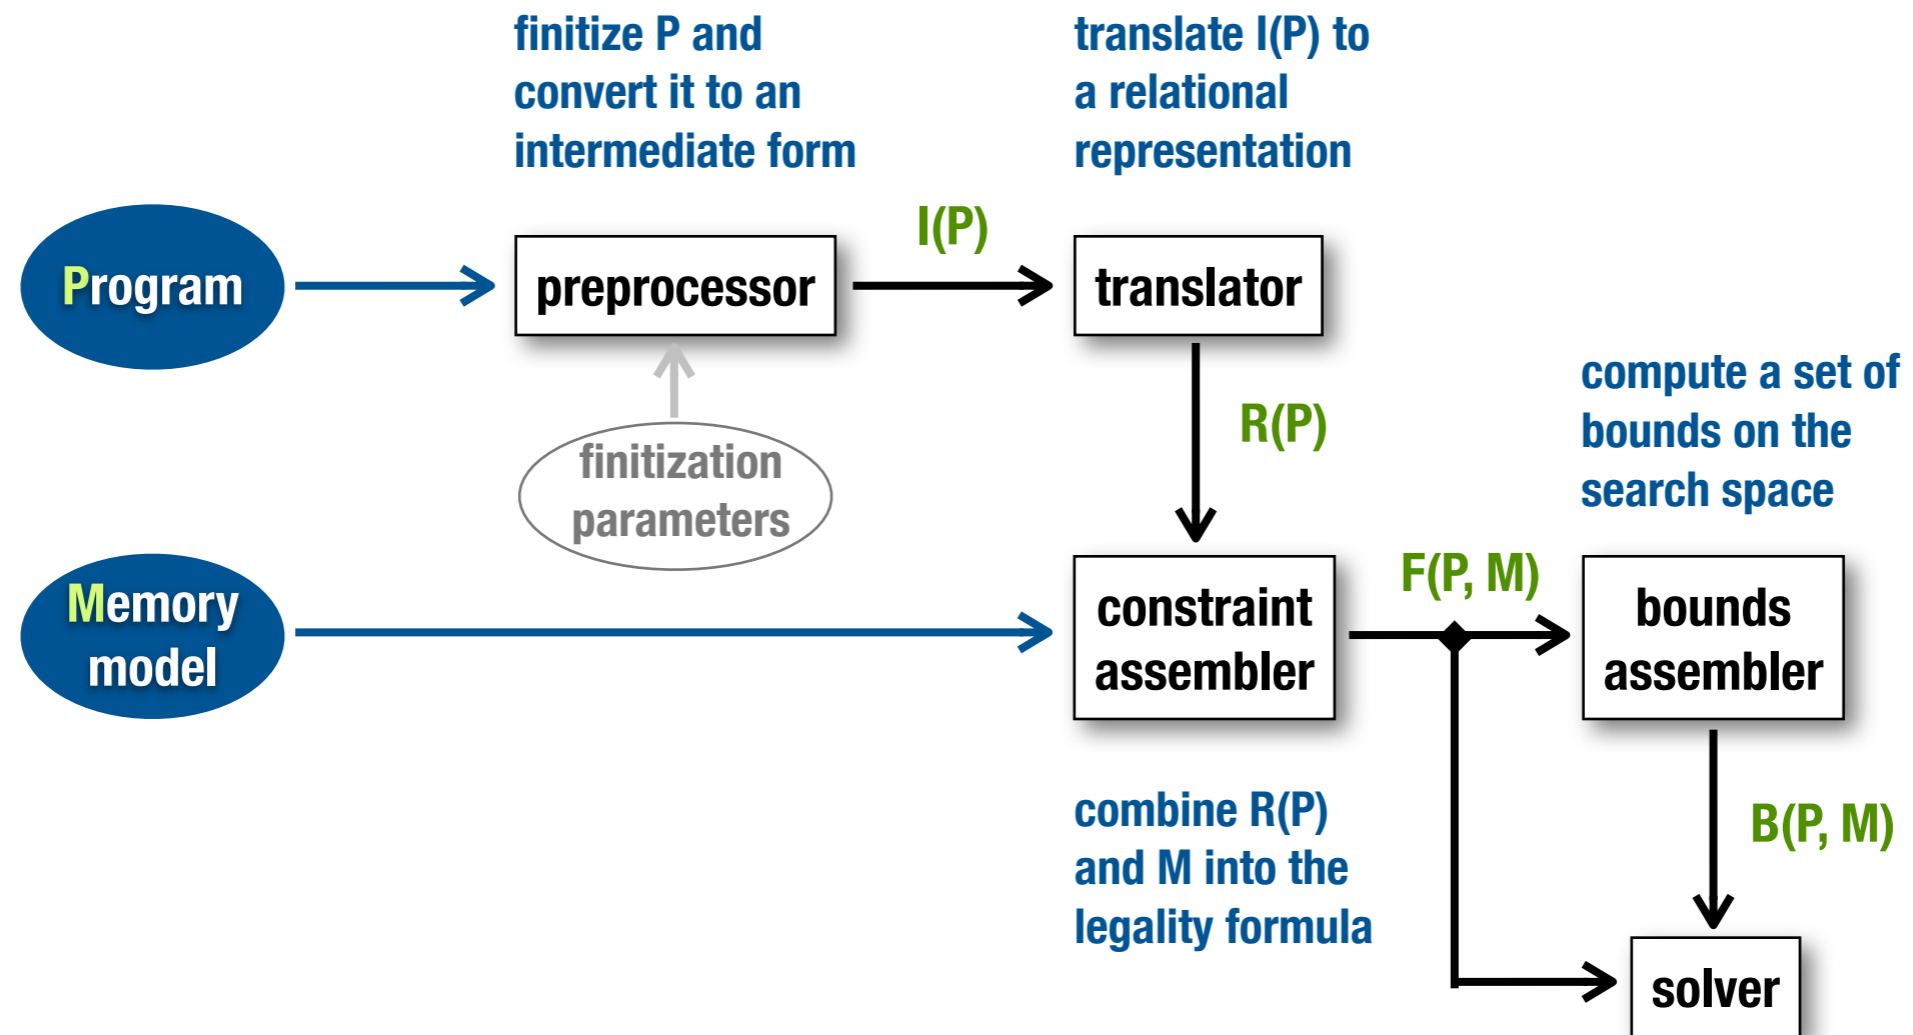 finitize P and
convert it to an
intermediate form
translate I(P) to
a relational
representation
Program
preprocessor
I(P)
translator
finitization
parameters
R(P)
compute a set of
bounds on the
search space
Memory
model
constraint
assembler
F(P, M)
bounds
assembler
combine R(P)
and M into the
legality formula
B(P, M)
solver